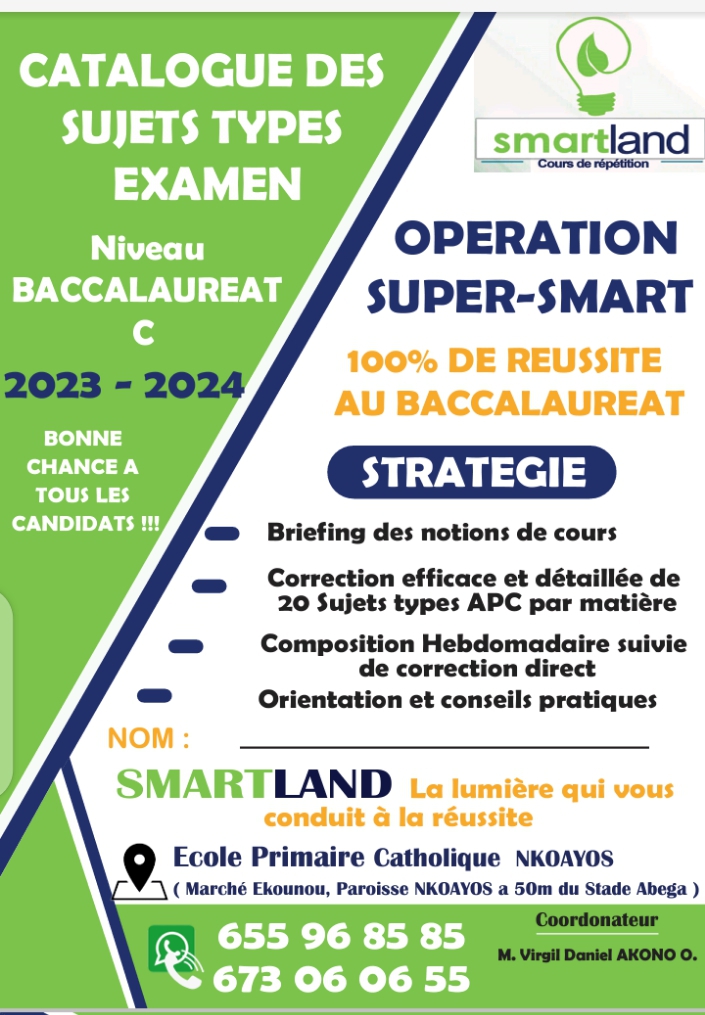 CATALOGUE DES
SUJETS TYPES
EXAMEN
Niveau
BACCALAUREAT
C
2023 - 2024
BONNE
CHANCE A
TOUS LES
CANDIDATS !!!
smartland
Cours de répétition
OPERATION
SUPER-SMART
100% DE REUSSITE
AU BACCALAUREAT
STRATEGIE
Briefing des notions de cours
Correction efficace et détaillée de
20 Sujets types APC par matière
Composition Hebdomadaire suivie
de correction direct
Orientation et conseils pratiques
NOM :
SMARTLAND La lumière qui vous
conduit à la réussite
Ecole Primaire Catholique NKOAYOS
( Marché Ekounou, Paroisse NKOAYOS a 50m du Stade Abega )
655 96 85 85
673 06 06 55
Coordonateur
M. Virgil Daniel AKONO O.